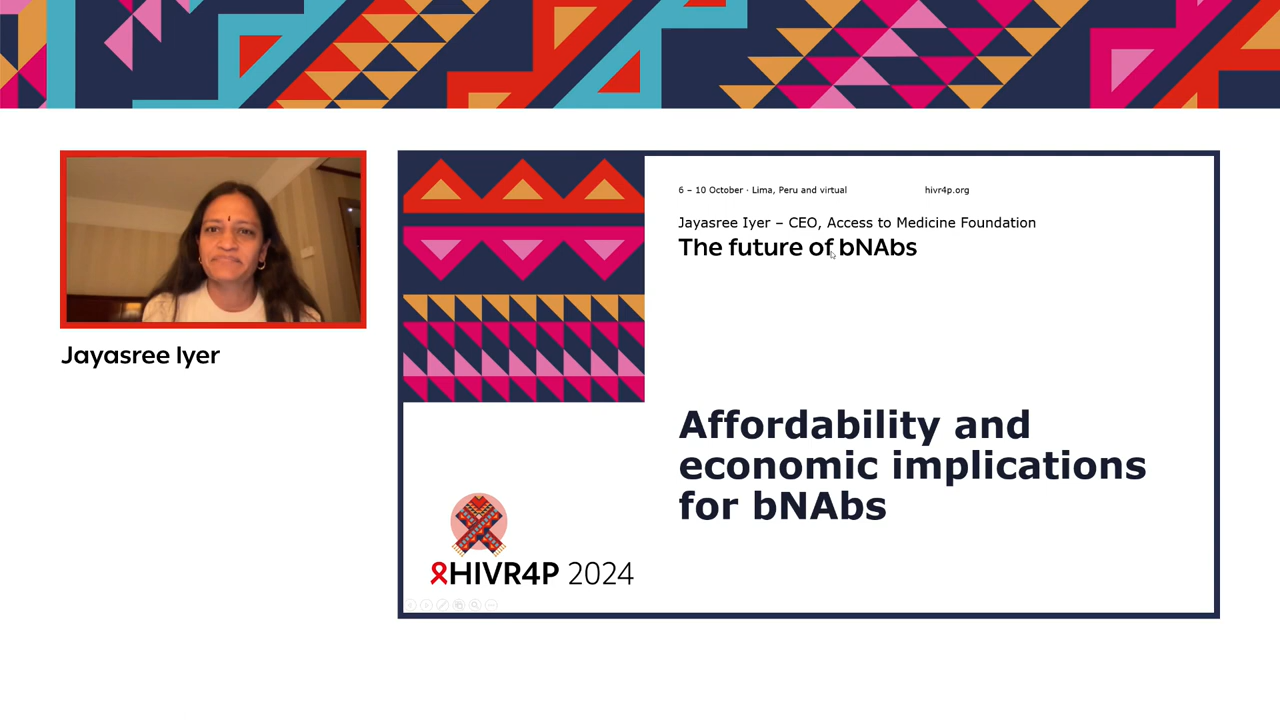 Jayasree Iyer
6 – 10 October · Lima, Peru and virtual
hivr4p.org
Jayasree Iyer – CEO, Access to Medicine Foundation
The future of bNAbs
Affordability and
economic implications
for bNAbs
HIVR4P 2024